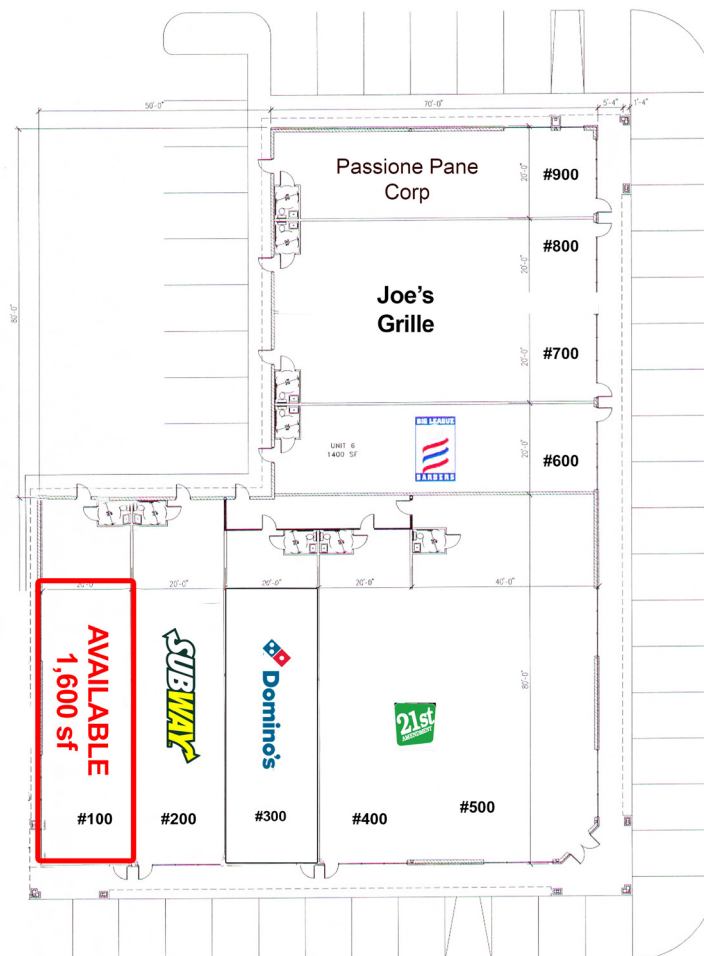 50'-0"
70'-0"
5'-4"
1'-4"
Passione Pane
Corp
20'-0"
#900
#800
20'-0"
80'-0"
Joe's
Grille
#700
20'-0"
UNIT 6
1400 SF
BIG LEAGUE
BARBERS
20'-0"
#600
20'-0"
20'-0"
20'-0"
20'-0"
40'-0"
AVAILABLE
1,600 sf
SUBWAY
Domino's
21st
AMENDMENT
80'-0"
#100
#200
#300
#400
#500